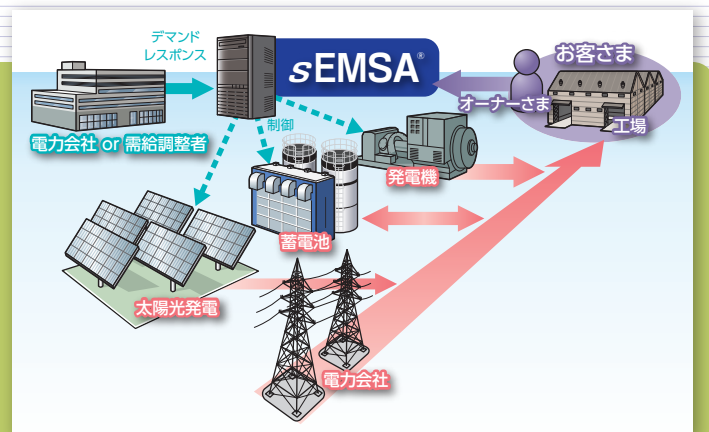 デマンド
レスポンス
sEMSA®
お客さま
オーナーさま
工場
電力会社 or 需給調整者
制御
発電機
蓄電池
太陽光発電
電力会社